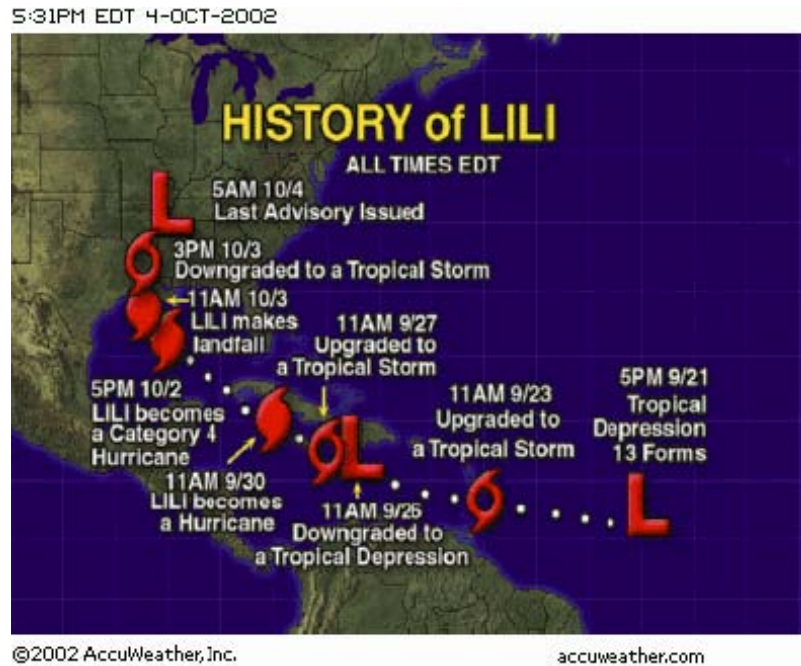 5:31PM EDT 4-OCT-2002
HISTORY of LILI
ALL TIMES EDT
5AM 10/4
Last Advisory Issued
3PM 10/3
Downgraded to a Tropical Storm
11AM 10/3
LILI makes
landfall
11AM 9/27
Upgraded to
a Tropical Storm
5PM 10/2
LILI becomes
a Category 4
Hurricane
11AM 9/30
LILI becomes
a Hurricane
11AM 9/26
Downgraded to
a Tropical Depression
11AM 9/23
Upgraded to
a Tropical Storm
5PM 9/21
Tropical
Depression
13 Forms
L
L
L
©2002 AccuWeather, Inc.
accuweather.com